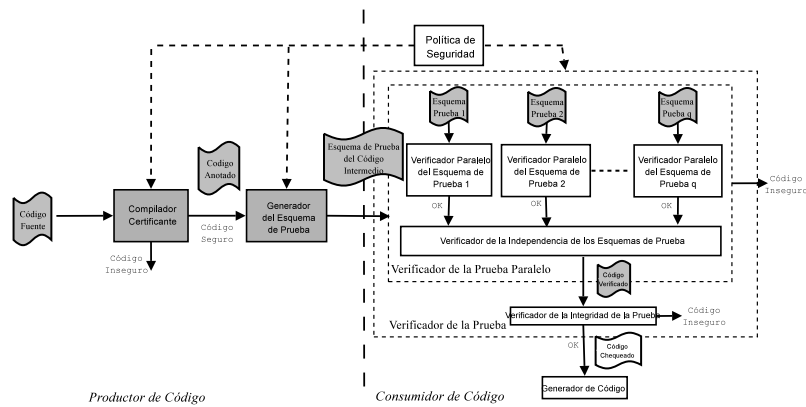 Política de
Seguridad
Esquema
Prueba 1
Esquema
Prueba 2
Esquema
Pueba q
Esquema de Prueba
del Código
Intermedio
Codigo
Anotado
Verificador Paralelo
del Esquema de
de Prueba 1
Verificador Paralelo
del Esquema de
de Prueba 2
Verificador Paralelo
del Esquema de
de Prueba q
Código
Inseguro
Código
Fuente
Compilador
Certificante
Código
Seguro
Generador
del Esquema
de Prueba
OK
OK
OK
Código
Inseguro
Verificador de la Independencia de los Esquemas de Prueba
Verificador de la Prueba Paralelo
Código
Verificado
Verificador de la Integridad de la Prueba
Código
Inseguro
Verificador de la Prueba
OK
Código
Chequeado
Generador de Código
Productor de Código
Consumidor de Código